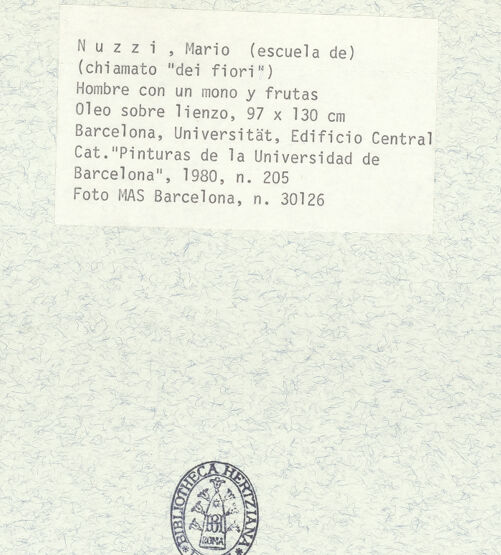 N u z z i , Mario (escuela de)
(chiamato "dei fiori")
Hombre con un mono y frutas
Oleo sobre lienzo, 97 x 130 cm
Barcelona, Universität, Edificio Central
Cat."Pinturas de la Universidad de
Barcelona", 1980, n. 205
Foto MAS Barcelona, n. 30126
*BIBLIOTHECA HERTZIANA*
ROMA